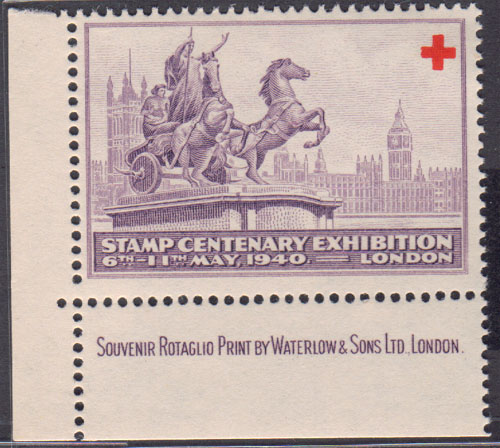 STAMP CENTENARY EXHIBITION
6TH–11TH MAY, 1940. — LONDON
SOUVENIR ROTAGLIO PRINT BY WATERLOW & SONS LTD., LONDON.